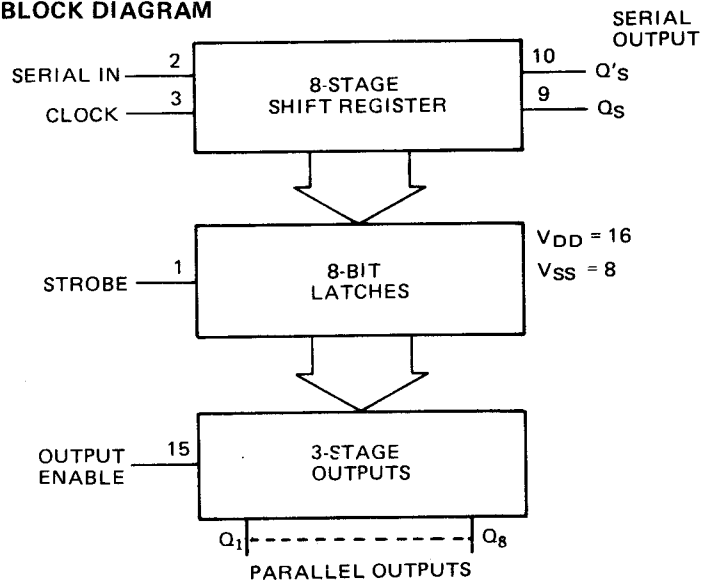 BLOCK DIAGRAM
SERIAL
OUTPUT
SERIAL IN 2
CLOCK 3
8-STAGE
SHIFT REGISTER
10 Q's
9 Qs
STROBE 1
8-BIT
LATCHES
VDD = 16
VSS = 8
OUTPUT
ENABLE
15
3-STAGE
OUTPUTS
Q1 Q8
PARALLEL OUTPUTS